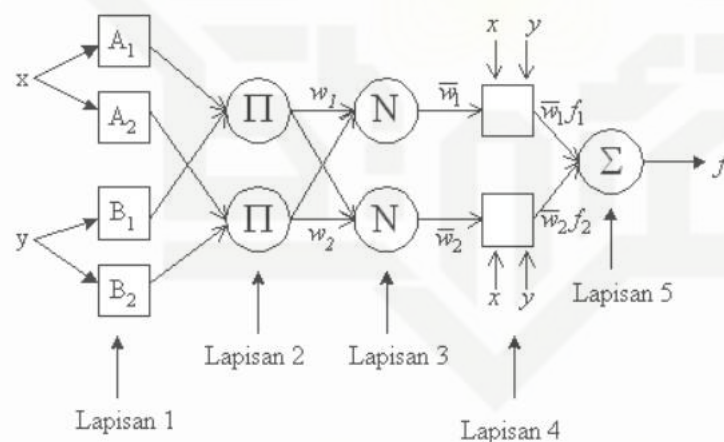 x y
A₁
x
A₂
Π w₁ N w̅₁ w̅₁f₁
Σ f
B₁
y
B₂
Π w₂ N w̅₂ w̅₂f₂
x y
Lapisan 5
Lapisan 2 Lapisan 3
Lapisan 1 Lapisan 4